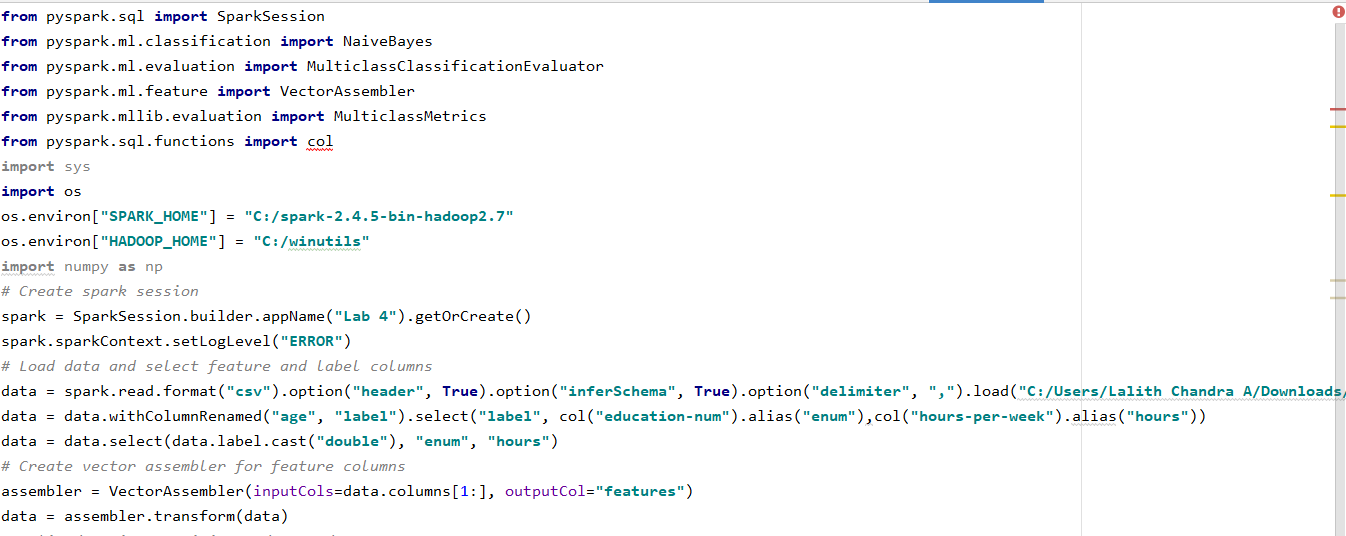 from pyspark.sql import SparkSession
from pyspark.ml.classification import NaiveBayes
from pyspark.ml.evaluation import MulticlassClassificationEvaluator
from pyspark.ml.feature import VectorAssembler
from pyspark.mllib.evaluation import MulticlassMetrics
from pyspark.sql.functions import col
import sys
import os
os.environ["SPARK_HOME"] = "C:/spark-2.4.5-bin-hadoop2.7"
os.environ["HADOOP_HOME"] = "C:/winutils"
import numpy as np
# Create spark session
spark = SparkSession.builder.appName("Lab 4").getOrCreate()
spark.sparkContext.setLogLevel("ERROR")
# Load data and select feature and label columns
data = spark.read.format("csv").option("header", True).option("inferSchema", True).option("delimiter", ",").load("C:/Users/Lalith Chandra A/Downloads/
data = data.withColumnRenamed("age", "label").select("label", col("education-num").alias("enum"),col("hours-per-week").alias("hours"))
data = data.select(data.label.cast("double"), "enum", "hours")
# Create vector assembler for feature columns
assembler = VectorAssembler(inputCols=data.columns[1:], outputCol="features")
data = assembler.transform(data)